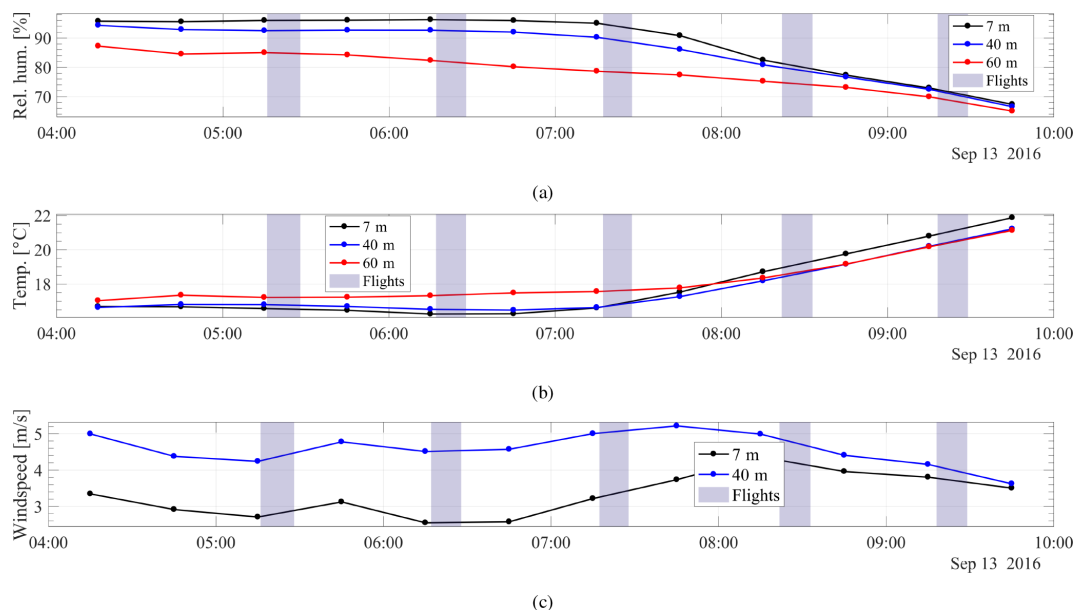 Rel. hum. [%]
90
80
70
7 m
40 m
60 m
Flights
04:00 05:00 06:00 07:00 08:00 09:00 10:00
Sep 13 2016
(a)
Temp. [°C]
22
20
18
7 m
40 m
60 m
Flights
04:00 05:00 06:00 07:00 08:00 09:00 10:00
Sep 13 2016
(b)
Windspeed [m/s]
5
4
3
7 m
40 m
Flights
04:00 05:00 06:00 07:00 08:00 09:00 10:00
Sep 13 2016
(c)